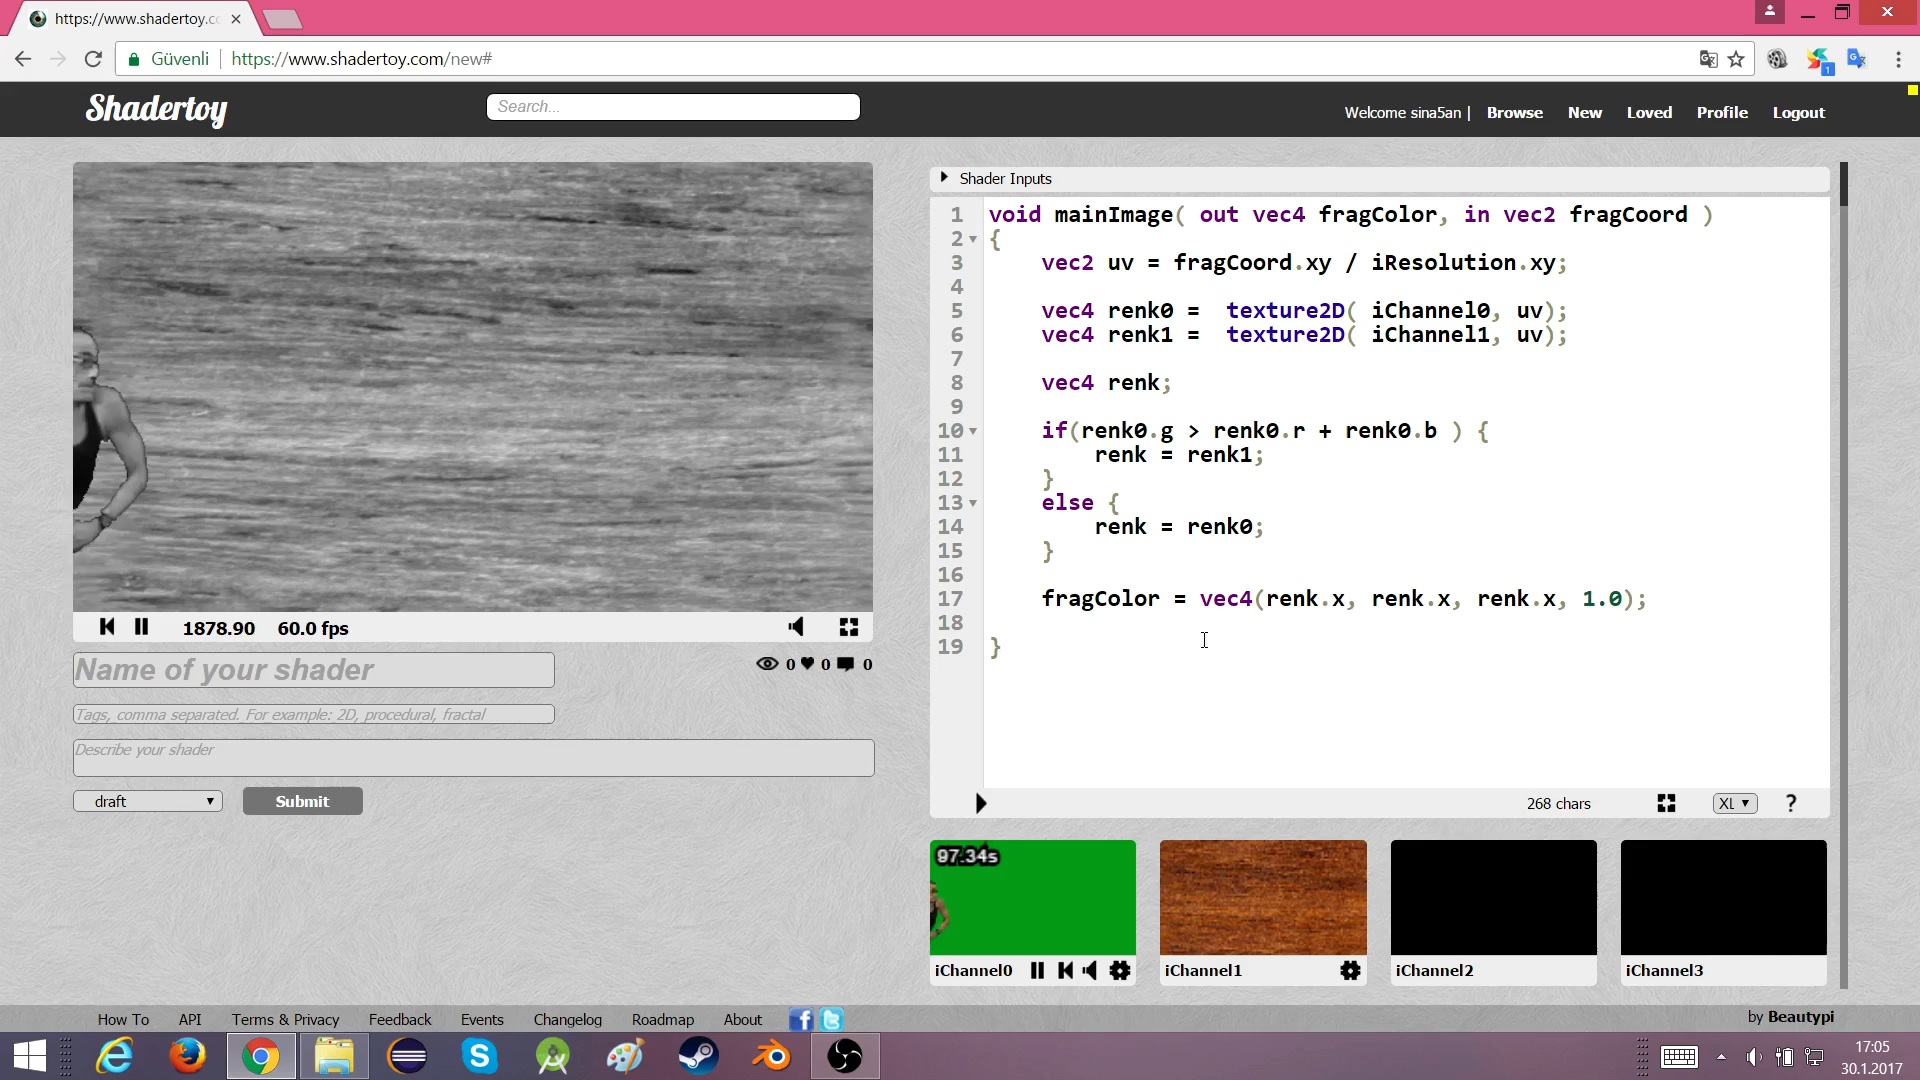 https://www.shadertoy.co
Güvenli
https://www.shadertoy.com/new#
1
Shadertoy
Search...
Welcome sina5an |
Browse
New
Loved
Profile
Logout
Shader Inputs
1 void mainImage( out vec4 fragColor, in vec2 fragCoord )
2 {
3 vec2 uv = fragCoord.xy / iResolution.xy;
4
5 vec4 renk0 =  texture2D( iChannel0, uv);
6 vec4 renk1 =  texture2D( iChannel1, uv);
7
8 vec4 renk;
9
10 if(renk0.g > renk0.r + renk0.b ) {
11 renk = renk1;
12 }
13 else {
14 renk = renk0;
15 }
16
17 fragColor = vec4(renk.x, renk.x, renk.x, 1.0);
18
19 }
1878.90 60.0 fps
Name of your shader
0 0 0
Tags, comma separated. For example: 2D, procedural, fractal
Describe your shader
draft
Submit
268 chars
XL
?
97.34s
iChannel0
iChannel1
iChannel2
iChannel3
How To
API
Terms & Privacy
Feedback
Events
Changelog
Roadmap
About
by Beautypi
17:05
30.1.2017